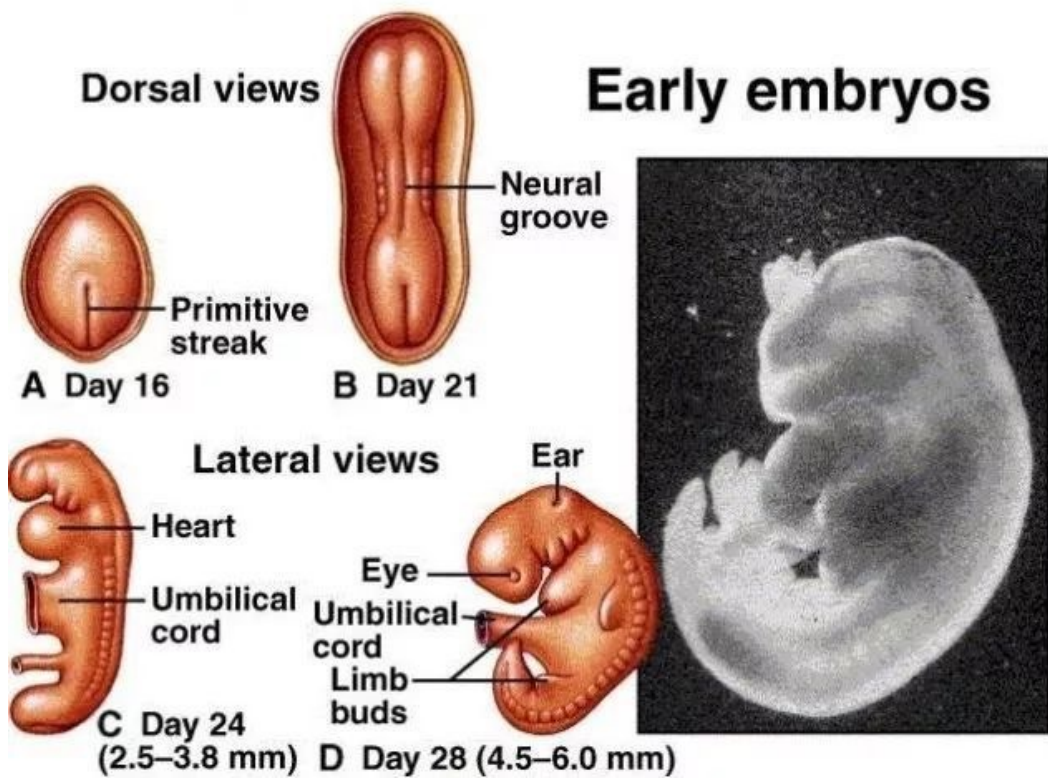 Early embryos
Dorsal views
Neural
groove
Primitive
streak
A Day 16
B Day 21
Lateral views
Heart
Umbilical
cord
C Day 24
(2.5–3.8 mm)
Ear
Eye
Umbilical
cord
Limb
buds
D Day 28 (4.5–6.0 mm)